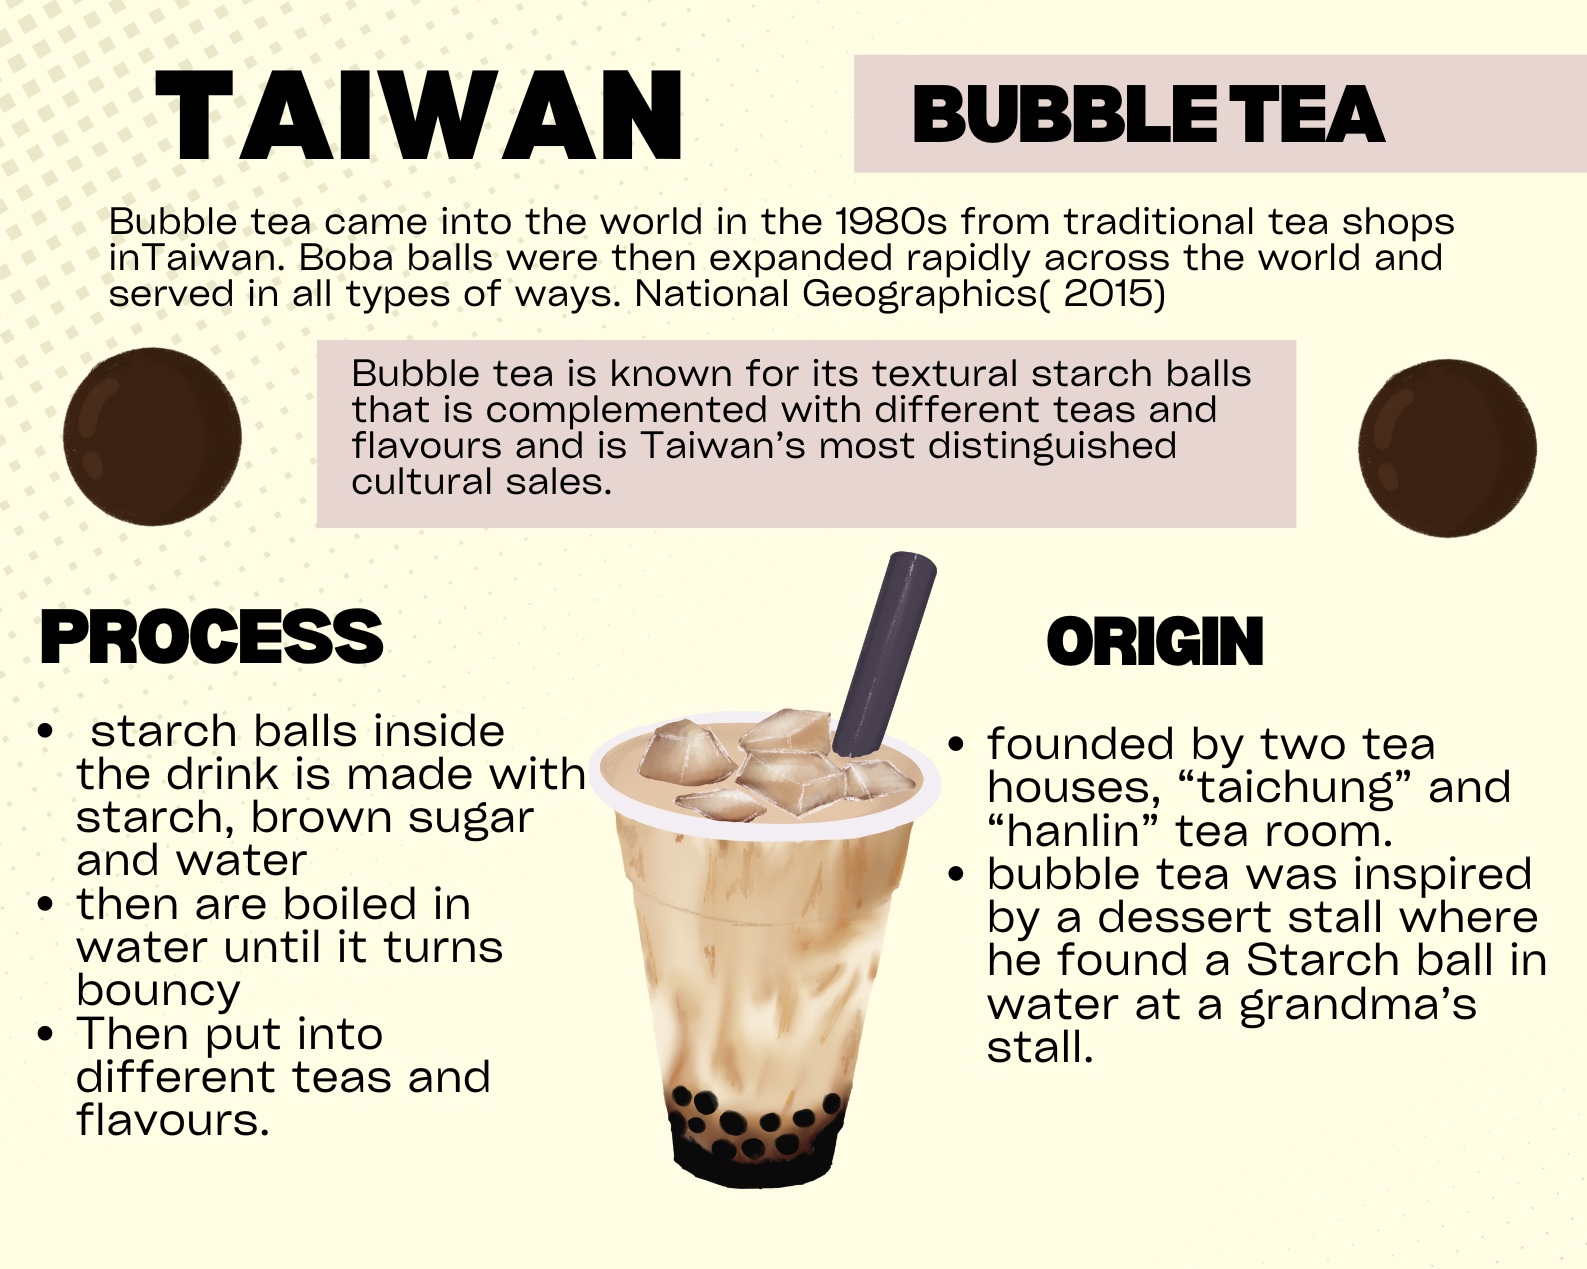 TAIWAN
BUBBLE TEA
Bubble tea came into the world in the 1980s from traditional tea shops
inTaiwan. Boba balls were then expanded rapidly across the world and
served in all types of ways. National Geographics( 2015)
Bubble tea is known for its textural starch balls
that is complemented with different teas and
flavours and is Taiwan’s most distinguished
cultural sales.
PROCESS
• starch balls inside
the drink is made with
starch, brown sugar
and water
• then are boiled in
water until it turns
bouncy
• Then put into
different teas and
flavours.
ORIGIN
• founded by two tea
houses, “taichung” and
“hanlin” tea room.
• bubble tea was inspired
by a dessert stall where
he found a Starch ball in
water at a grandma’s
stall.